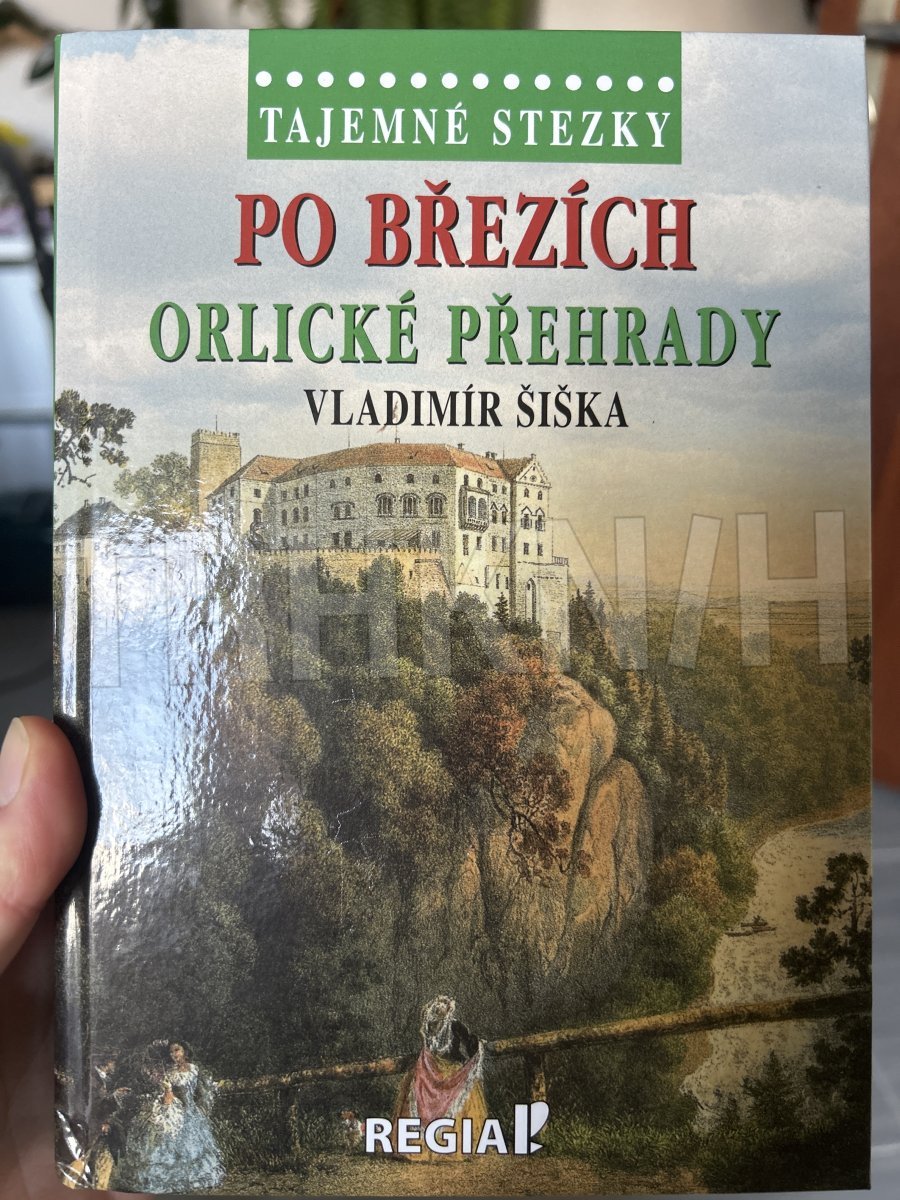 TAJEMNÉ STEZKY
PO BŘEZÍCH
ORLICKÉ PŘEHRADY
VLADIMÍR ŠIŠKA
REGIA